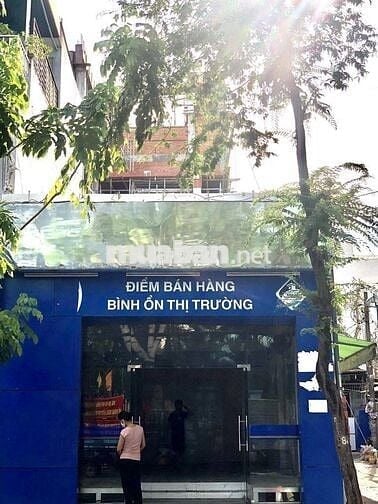 muaban.net
ĐIỂM BÁN HÀNG
BÌNH ỔN THỊ TRƯỜNG